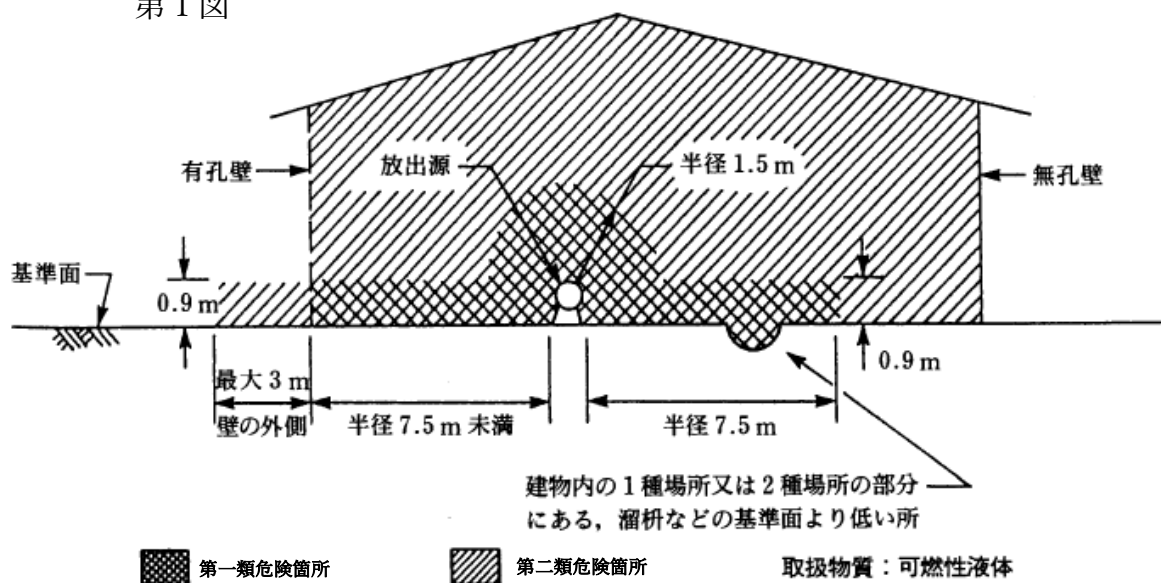 第1図
有孔壁
放出源
半径 1.5 m
無孔壁
基準面
0.9 m
0.9 m
最大 3 m
壁の外側
半径 7.5 m 未満
半径 7.5 m
建物内の 1 種場所又は 2 種場所の部分
にある，溜枡などの基準面より低い所
第一類危険箇所
第二類危険箇所
取扱物質：可燃性液体